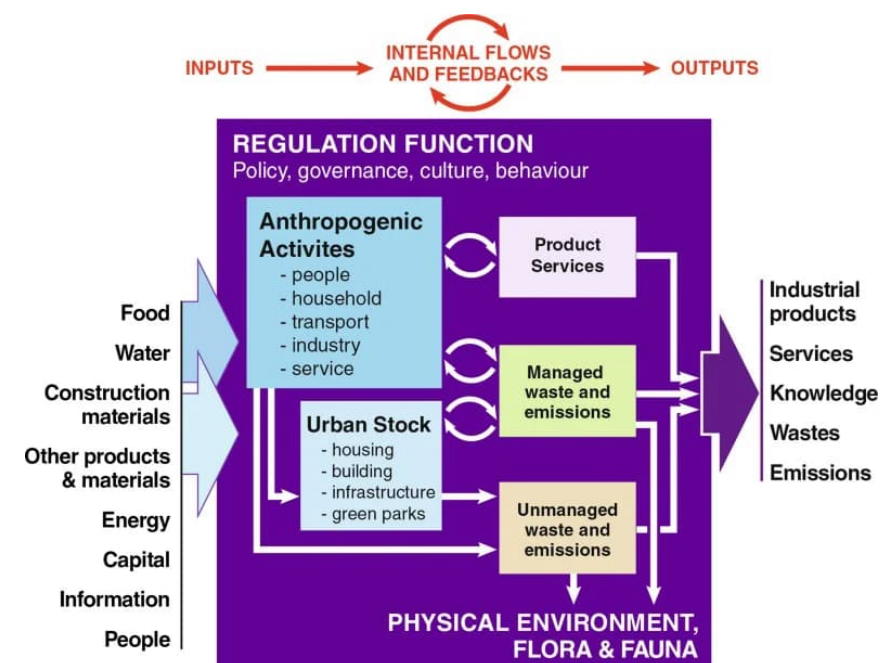 INPUTS
INTERNAL FLOWS
AND FEEDBACKS
OUTPUTS
REGULATION FUNCTION
Policy, governance, culture, behaviour
Anthropogenic
Activites
- people
- household
- transport
- industry
- service
Product
Services
Managed
waste and
emissions
Urban Stock
- housing
- building
- infrastructure
- green parks
Unmanaged
waste and
emissions
PHYSICAL ENVIRONMENT,
FLORA & FAUNA
Food
Water
Construction
materials
Other products
& materials
Energy
Capital
Information
People
Industrial
products
Services
Knowledge
Wastes
Emissions